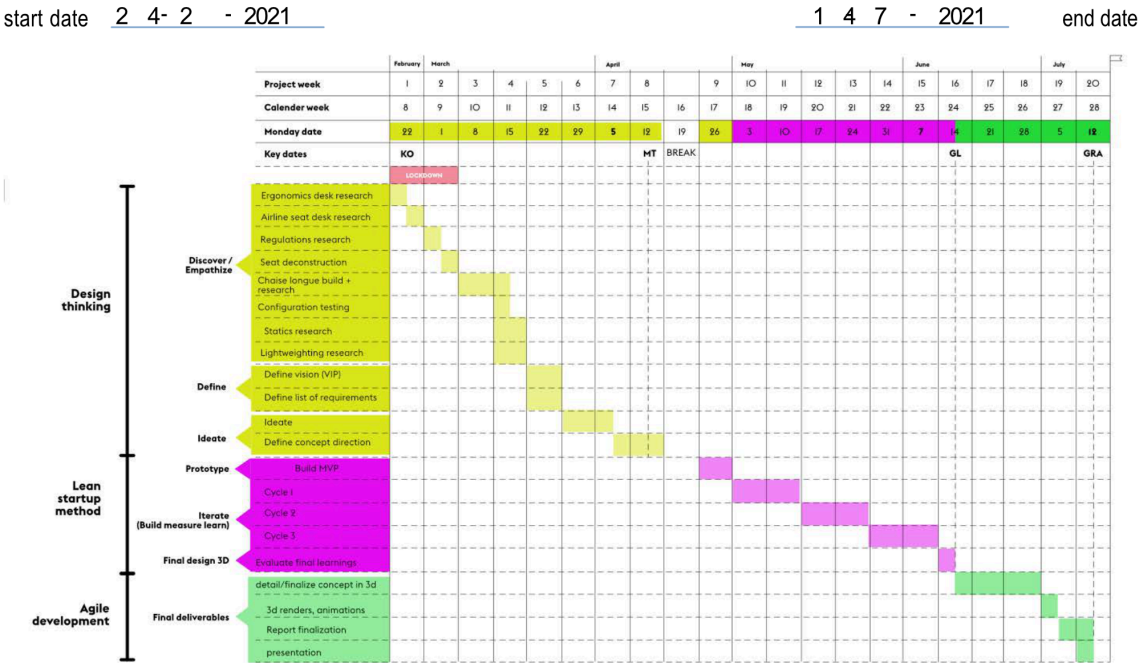 start date 2 4- 2 - 2021 1 4 7 - 2021 end date
February March April May June July
Project week 1 2 3 4 5 6 7 8 9 10 11 12 13 14 15 16 17 18 19 20
Calender week 8 9 10 11 12 13 14 15 16 17 18 19 20 21 22 23 24 25 26 27 28
Monday date 22 1 8 15 22 29 5 12 19 26 3 10 17 24 31 7 14 21 28 5 12
Key dates KO MT BREAK GL GRA
LOCKDOWN
Ergonomics desk research
Airline seat desk research
Regulations research
Discover /
Empathize
Seat deconstruction
Chaise longue build +
research
Design
thinking
Configuration testing
Statics research
Lightweighting research
Define vision (VIP)
Define
Define list of requirements
Ideate
Ideate
Define concept direction
Prototype
Build MVP
Lean
startup
method
Cycle 1
Iterate
(Build measure learn)
Cycle 2
Cycle 3
Final design 3D
Evaluate final learnings
detail/finalize concept in 3d
Agile
development
Final deliverables
3d renders, animations
Report finalization
presentation